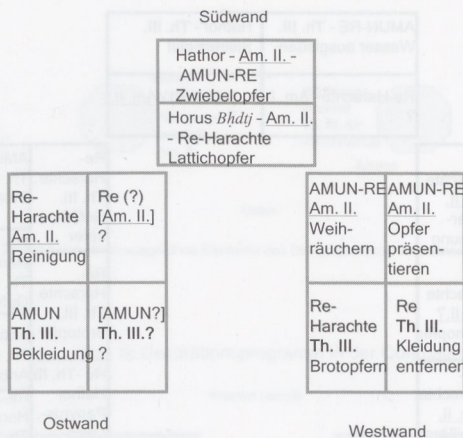 Südwand
Hathor - Am. II. -
AMUN-RE
Zwiebelopfer
Horus Bḥdtj - Am. II.
- Re-Harachte
Lattichopfer
Re-
Harachte
Am. II.
Reinigung
Re (?)
[Am. II.]
?
AMUN
Th. III.
Bekleidung
[AMUN?]
Th. III.?
?
Ostwand
AMUN-RE
Am. II.
Weih-
räuchern
AMUN-RE
Am. II.
Opfer
präsen-
tieren
Re-
Harachte
Th. III.
Brotopfern
Re
Th. III.
Kleidung
entfernen
Westwand